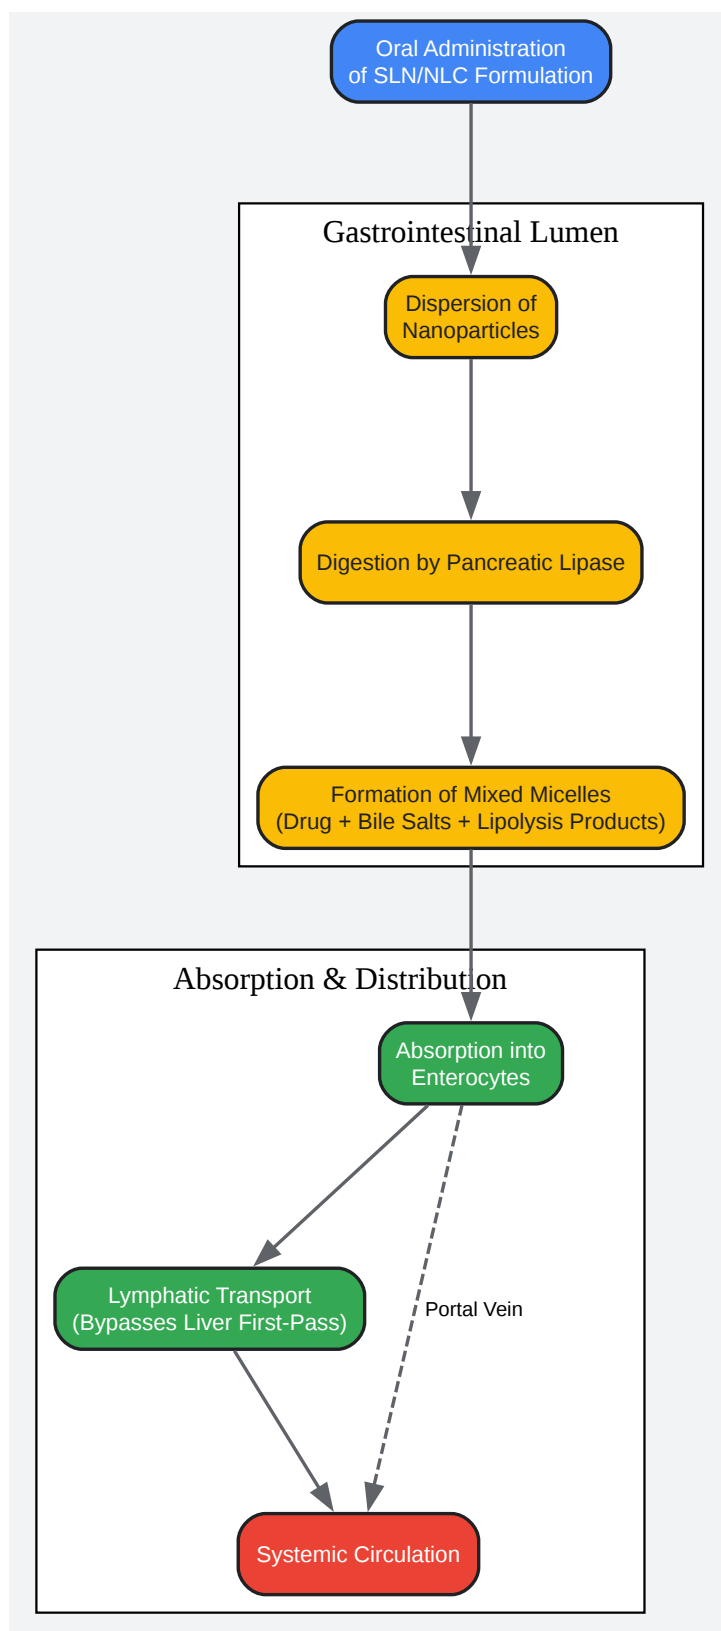 Oral Administration
of SLN/NLC Formulation
Gastrointestinal Lumen
Dispersion of
Nanoparticles
Digestion by Pancreatic Lipase
Formation of Mixed Micelles
(Drug + Bile Salts + Lipolysis Products)
Absorption & Distribution
Absorption into
Enterocytes
Lymphatic Transport
(Bypasses Liver First-Pass)
Portal Vein
Systemic Circulation